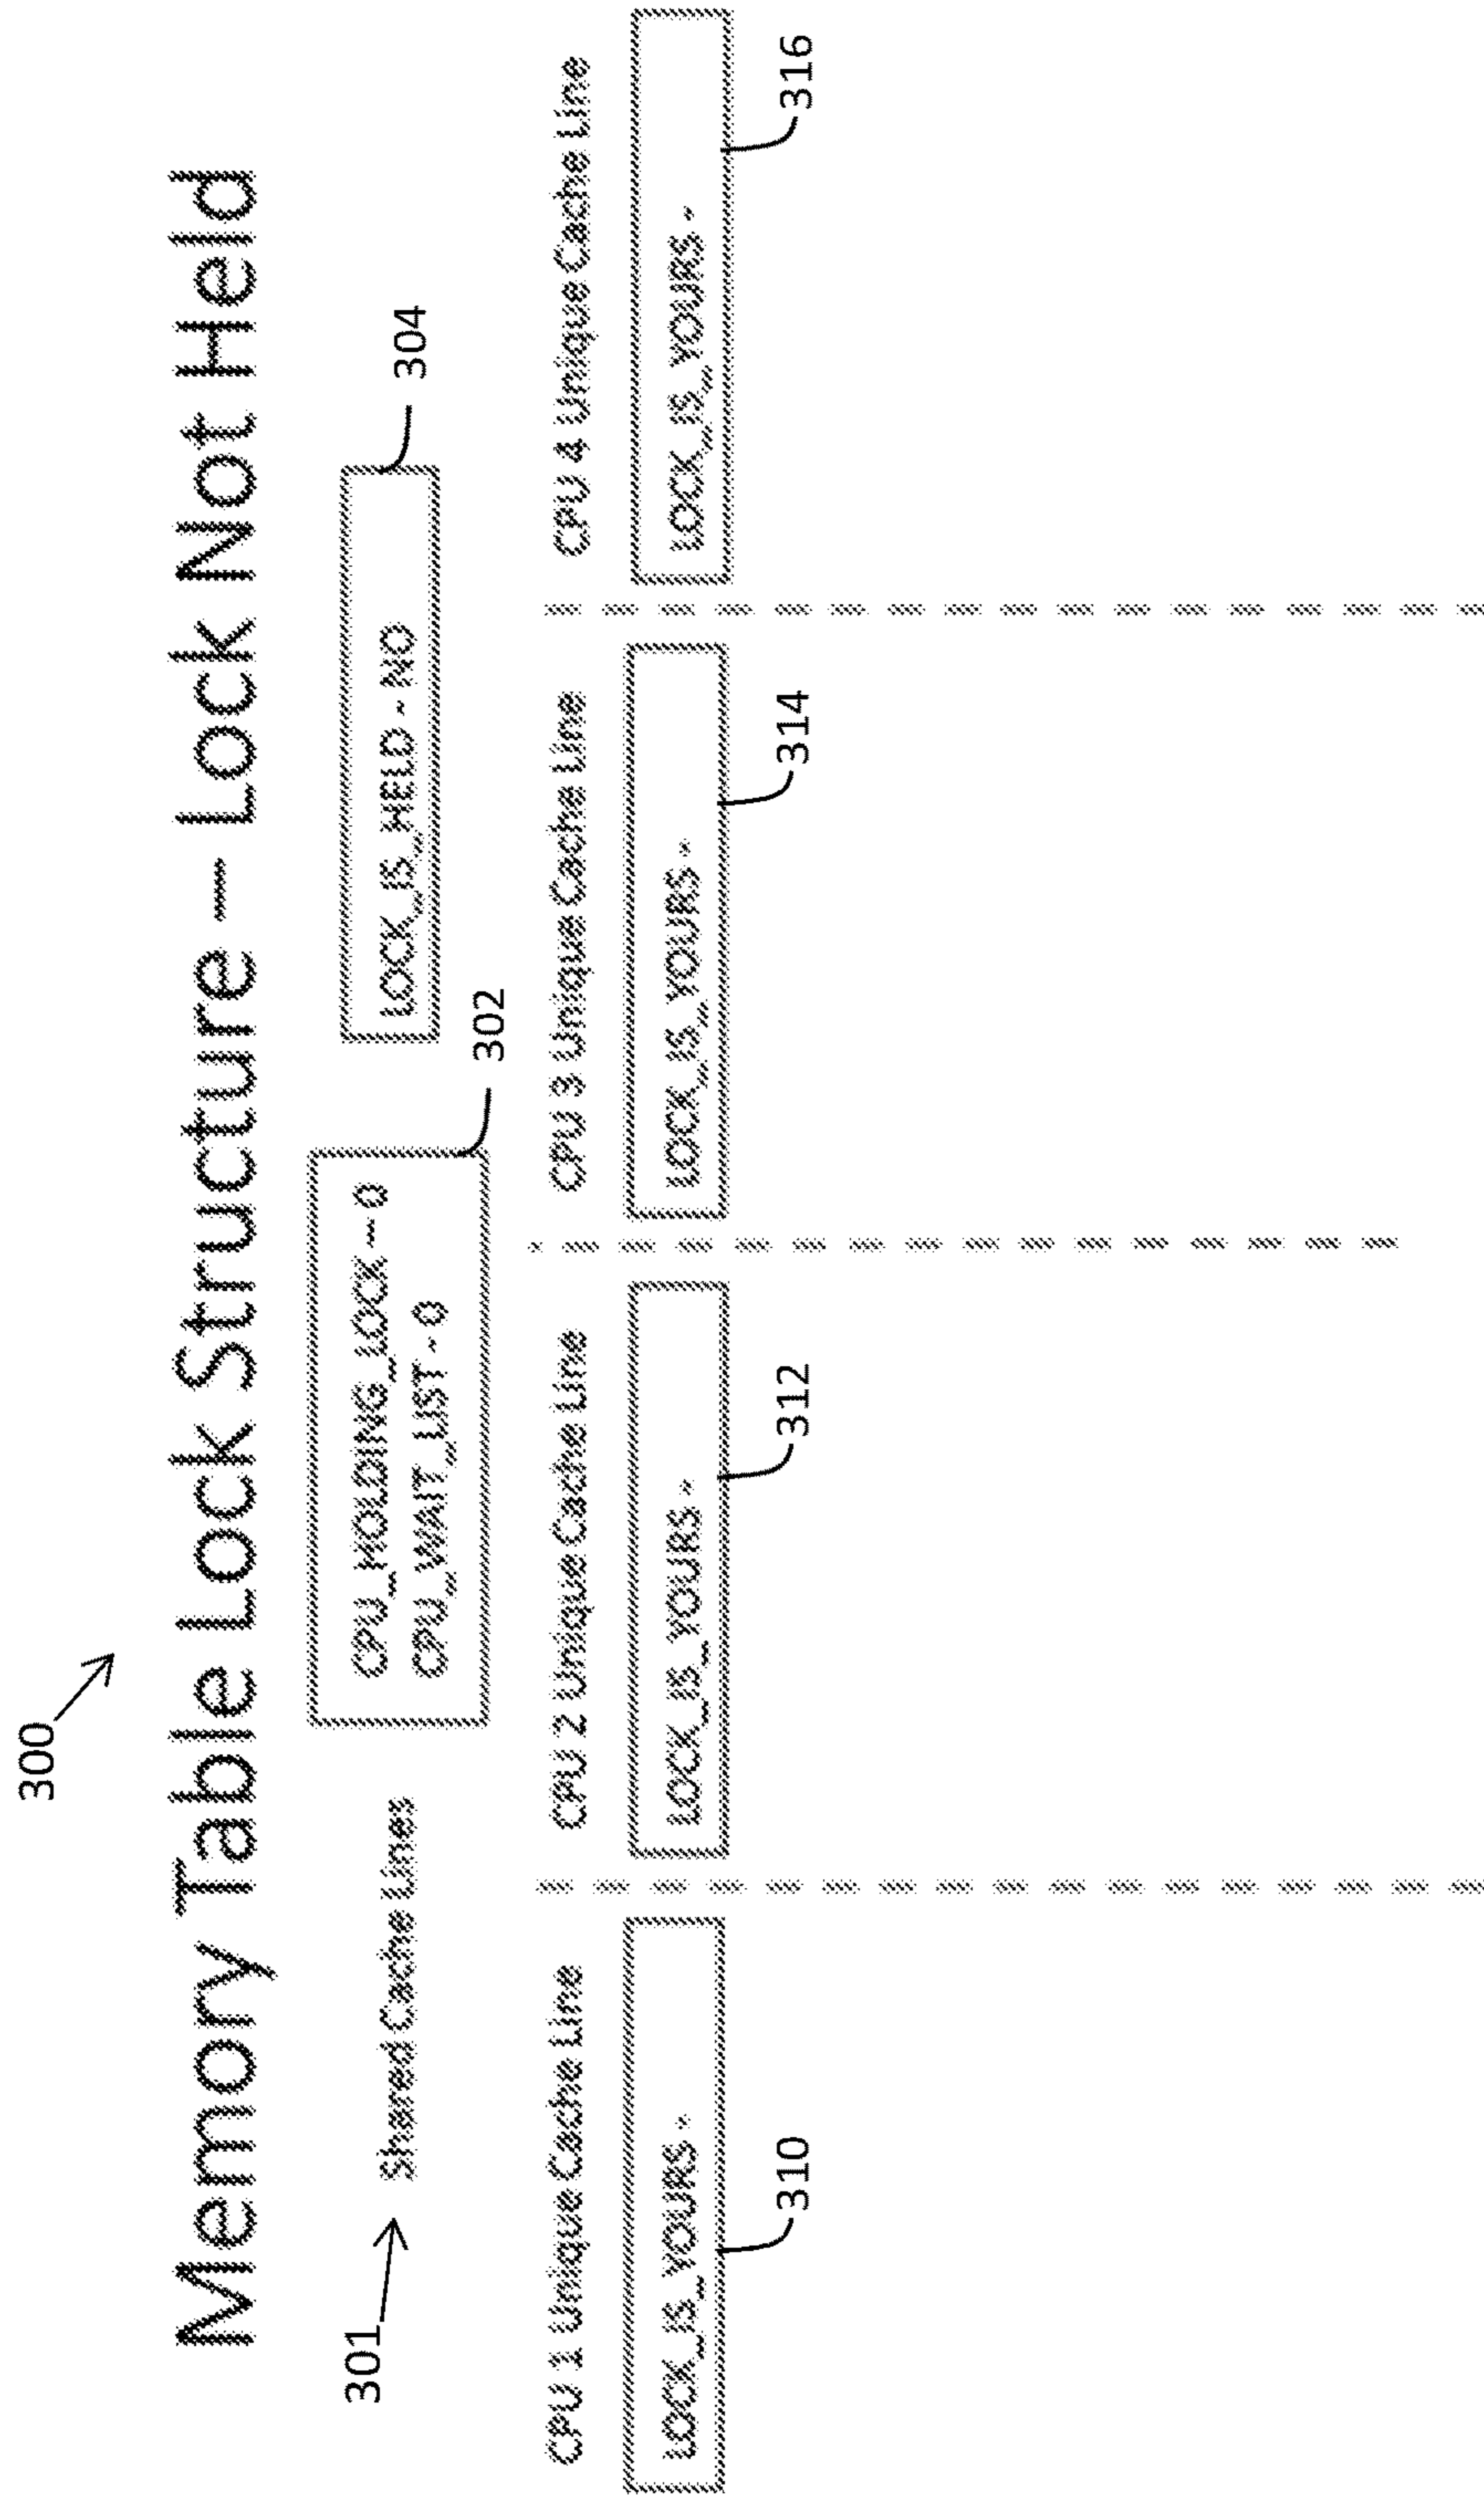 300
Memory Table Lock Structure – Lock Not Held
301
Shared Cache Lines
CPU_HOLDING_LOCK – 0
CPU_WAIT_LIST - 0
302
LOCK_IS_HELD - NO
304
CPU 1 Unique Cache Line
LOCK_IS_YOURS -
310
CPU 2 Unique Cache Line
LOCK_IS_YOURS -
312
CPU 3 Unique Cache Line
LOCK_IS_YOURS -
314
CPU 4 Unique Cache Line
LOCK_IS_YOURS -
316